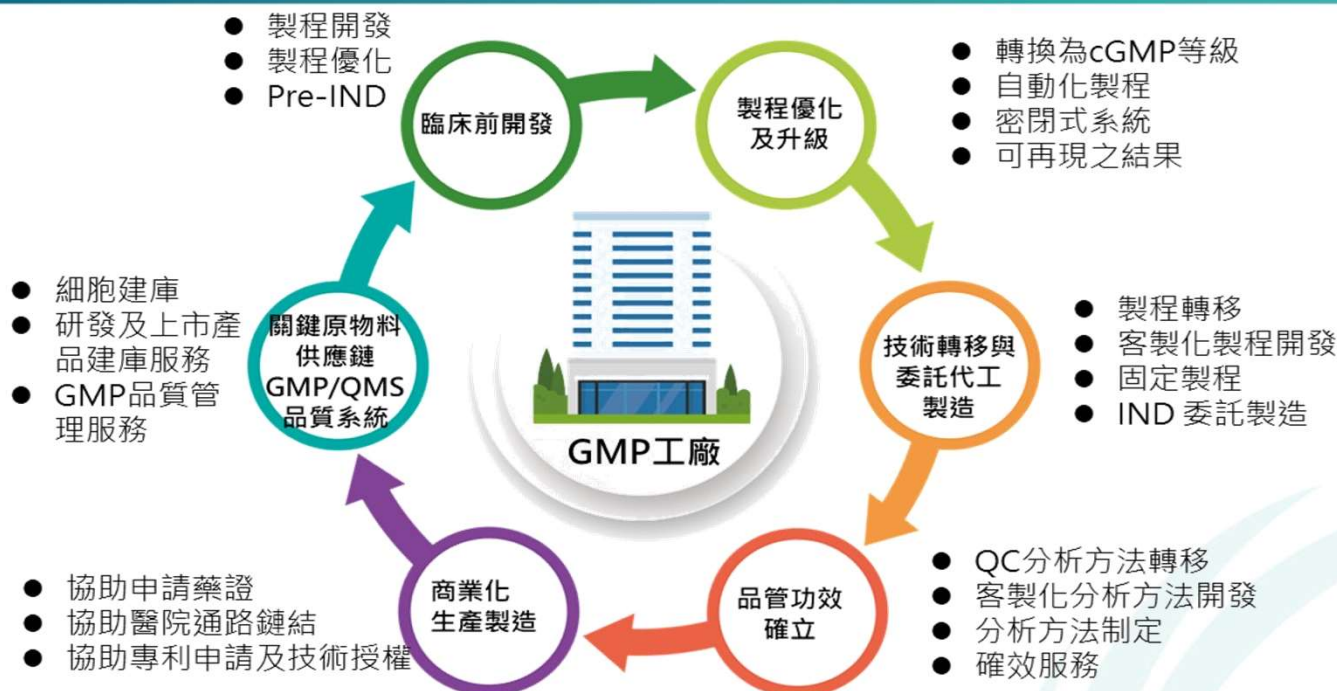 ● 製程開發
● 製程優化
● Pre-IND
臨床前開發
製程優化
及升級
● 轉換為cGMP等級
● 自動化製程
● 密閉式系統
● 可再現之結果
● 細胞建庫
● 研發及上市產
品建庫服務
● GMP品質管
理服務
關鍵原物料
供應鏈
GMP/QMS
品質系統
GMP工廠
技術轉移與
委託代工
製造
● 製程轉移
● 客製化製程開發
● 固定製程
● IND 委託製造
● 協助申請藥證
● 協助醫院通路鏈結
● 協助專利申請及技術授權
商業化
生產製造
品管功效
確立
● QC分析方法轉移
● 客製化分析方法開發
● 分析方法制定
● 確效服務